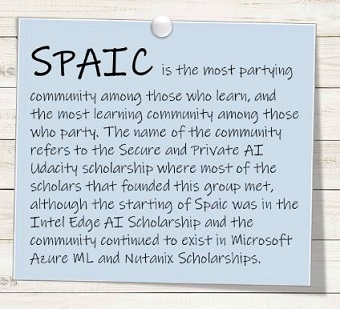 SPAIC is the most partying
community among those who learn, and
the most learning community among those
who party. The name of the community
refers to the Secure and Private AI
Udacity scholarship where most of the
scholars that founded this group met,
although the starting of Spaic was in the
Intel Edge AI Scholarship and the
community continued to exist in Microsoft
Azure ML and Nutanix Scholarships.